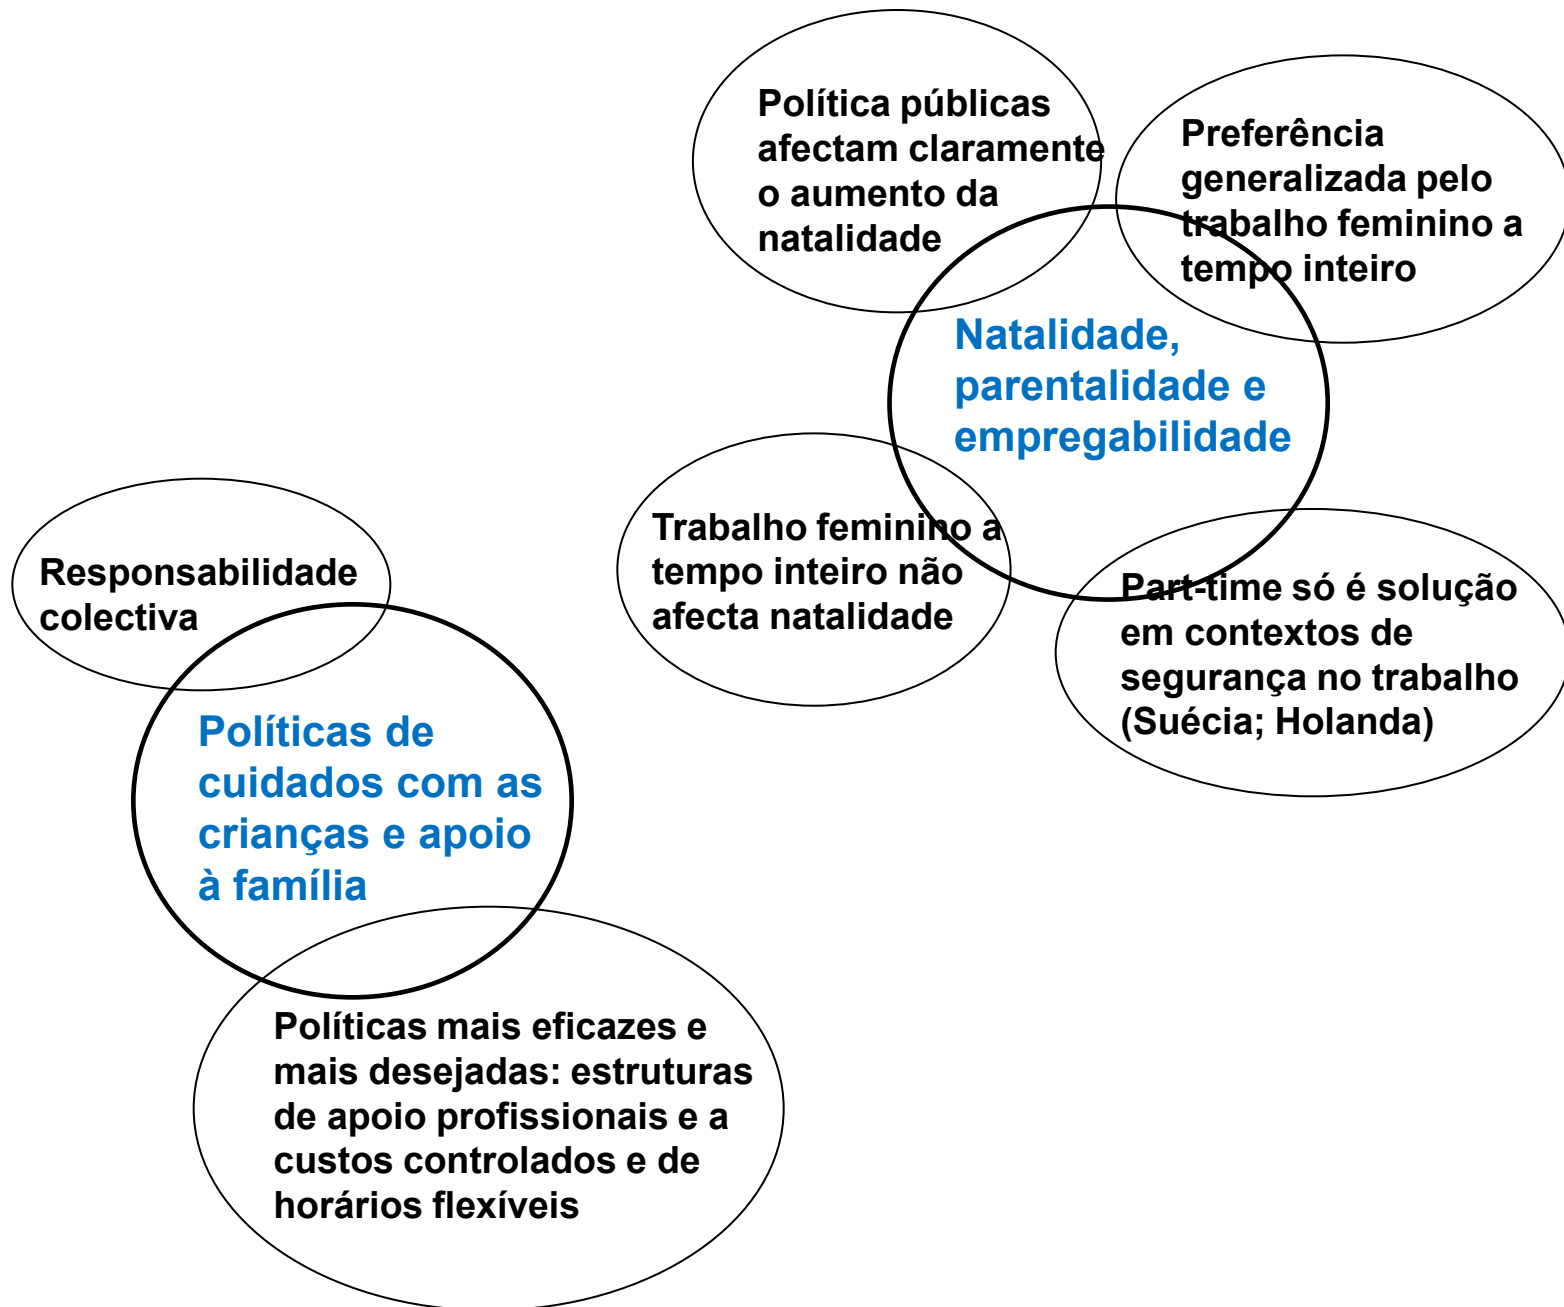 Política públicas
afectam claramente
o aumento da
natalidade
Preferência
generalizada pelo
trabalho feminino a
tempo inteiro
Natalidade,
parentalidade e
empregabilidade
Trabalho feminino a
tempo inteiro não
afecta natalidade
Part-time só é solução
em contextos de
segurança no trabalho
(Suécia; Holanda)
Responsabilidade
colectiva
Políticas de
cuidados com as
crianças e apoio
à família
Políticas mais eficazes e
mais desejadas: estruturas
de apoio profissionais e a
custos controlados e de
horários flexíveis